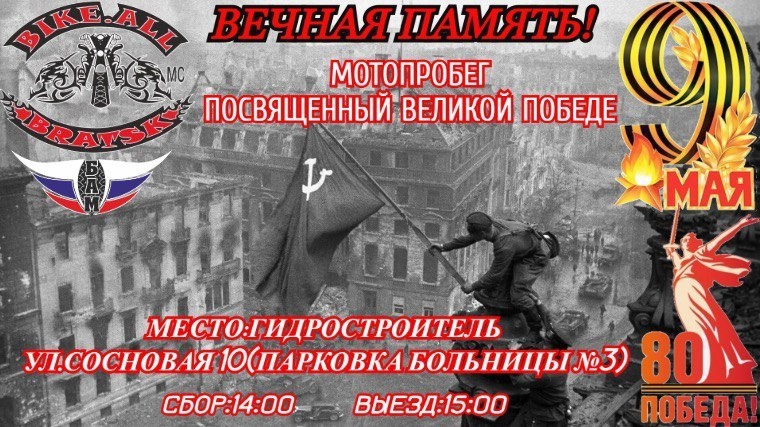 BIKE.ALL
MC
BRATSK
БАМ
ВЕЧНАЯ ПАМЯТЬ!
МОТОПРОБЕГ
ПОСВЯЩЕННЫЙ ВЕЛИКОЙ ПОБЕДЕ
9
МАЯ
МЕСТО:ГИДРОСТРОИТЕЛЬ
УЛ.СОСНОВАЯ 10(ПАРКОВКА БОЛЬНИЦЫ №3)
СБОР:14:00 ВЫЕЗД:15:00
80
ПОБЕДА!